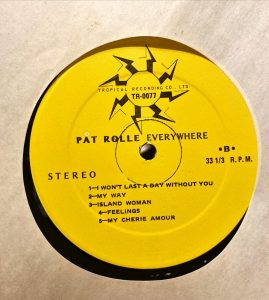 TROPICAL RECORDING CO., LTD
TR-0077
PAT ROLLE EVERYWHERE
•B•
STEREO
33 1/3 R.P.M.
1—I WON'T LAST A DAY WITHOUT YOU
2—MY WAY
3—ISLAND WOMAN
4—FEELINGS
5—MY CHERIE AMOUR